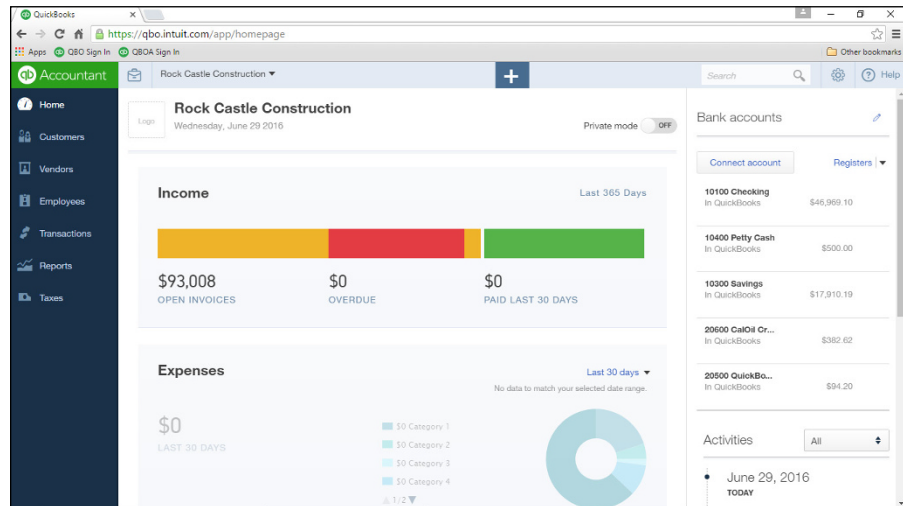 QuickBooks
https://qbo.intuit.com/app/homepage
Apps QBO Sign In QBOA Sign In Other bookmarks
qb Accountant Rock Castle Construction Search Help
Home
Customers
Vendors
Employees
Transactions
Reports
Taxes
Logo
Rock Castle Construction
Wednesday, June 29 2016
Private mode OFF
Income Last 365 Days
$93,008 $0 $0
OPEN INVOICES OVERDUE PAID LAST 30 DAYS
Expenses Last 30 days
No data to match your selected date range.
$0
LAST 30 DAYS
$0 Category 1
$0 Category 2
$0 Category 3
$0 Category 4
1/2
Bank accounts
Connect account Registers
10100 Checking
In QuickBooks $46,969.10
10400 Petty Cash
In QuickBooks $500.00
10300 Savings
In QuickBooks $17,910.19
20600 CalOil Cr...
In QuickBooks $382.62
20500 QuickBo...
In QuickBooks $94.20
Activities All
June 29, 2016
TODAY